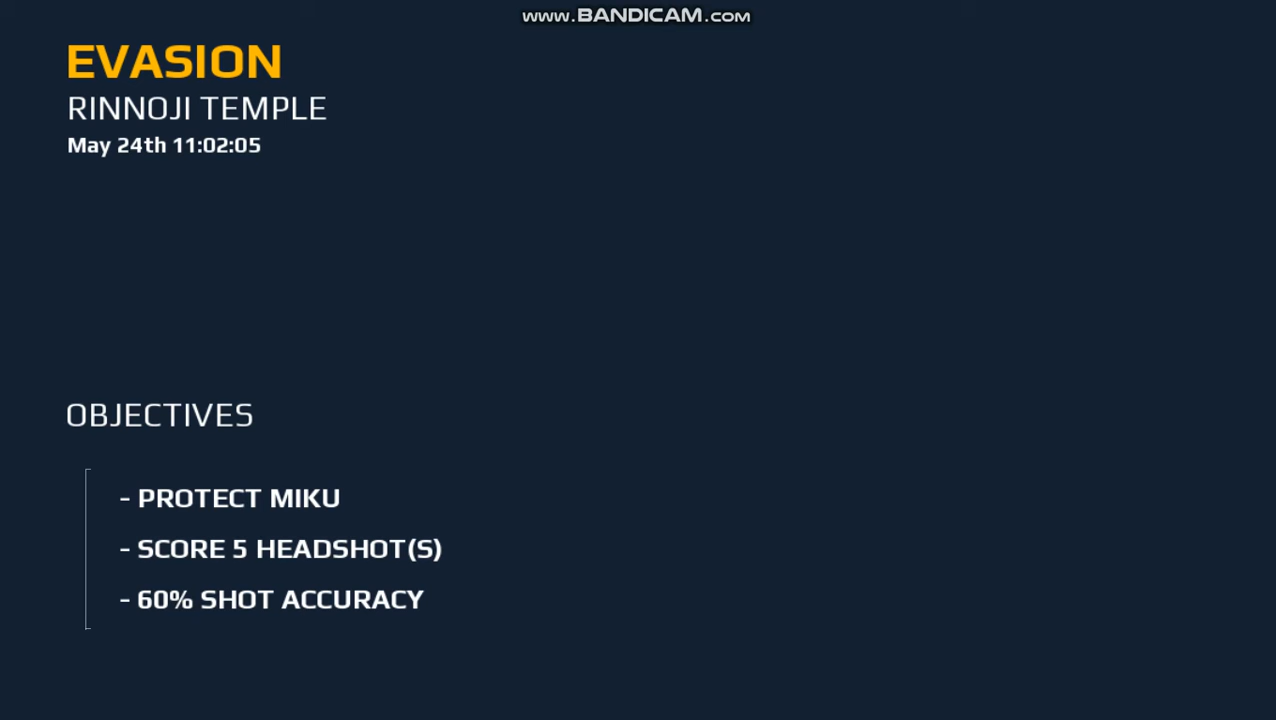 www.BANDICAM.com
EVASION
RINNOJI TEMPLE
May 24th 11:02:05
OBJECTIVES
- PROTECT MIKU
- SCORE 5 HEADSHOT(S)
- 60% SHOT ACCURACY